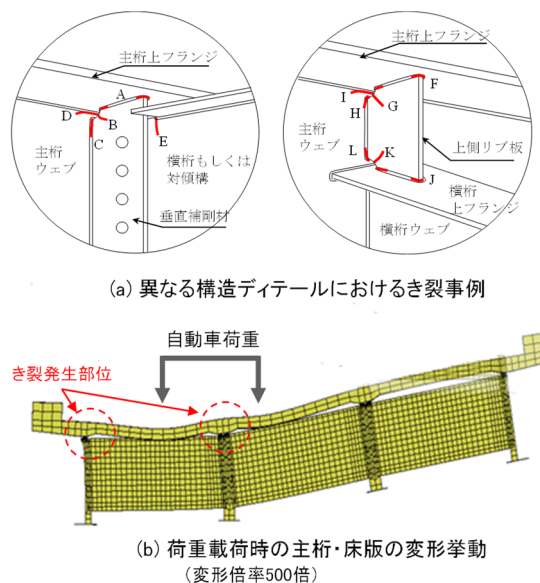 主桁上フランジ
A
D
B
C
E
主桁
ウェブ
横桁もしくは
対傾構
垂直補剛材
主桁上フランジ
I
F
G
H
主桁
ウェブ
L
K
上側リブ板
J
横桁
上フランジ
横桁ウェブ
(a) 異なる構造ディテールにおけるき裂事例
自動車荷重
き裂発生部位
(b) 荷重載荷時の主桁・床版の変形挙動
(変形倍率500倍)